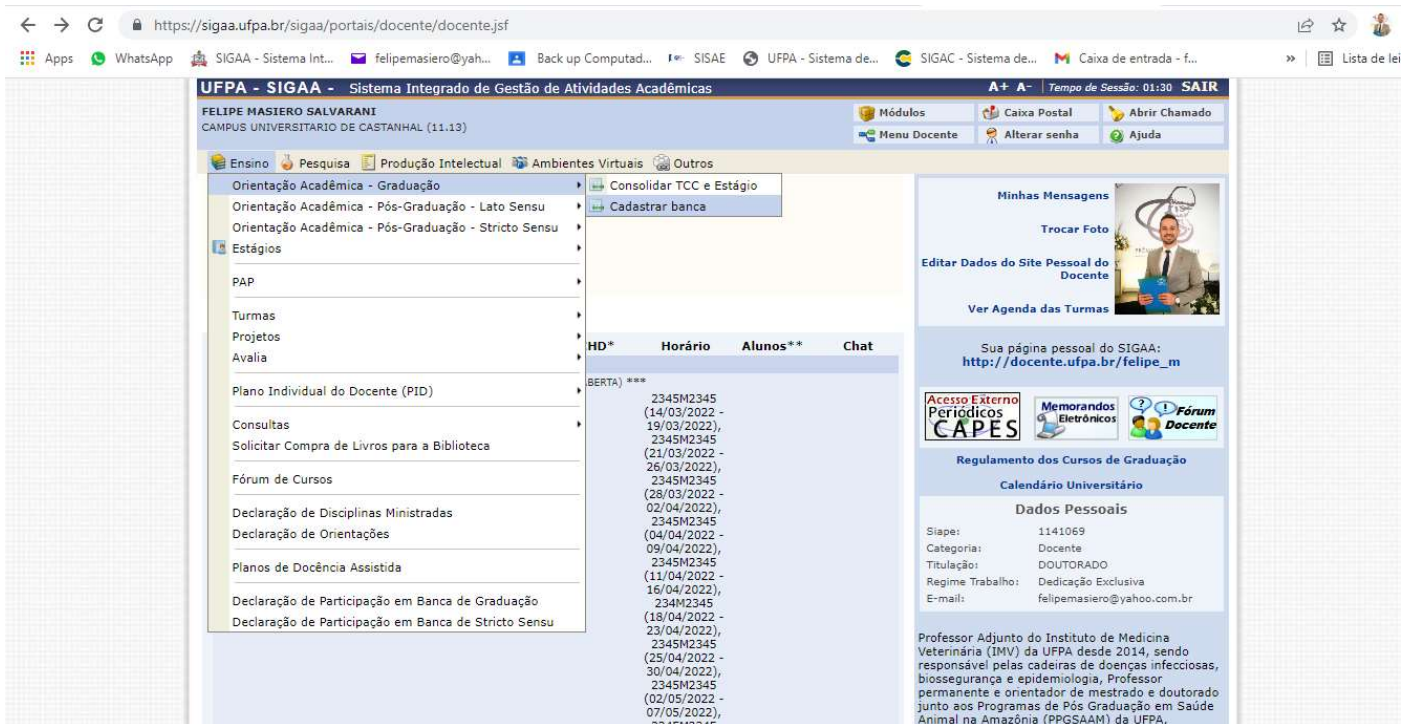 https://sigaa.ufpa.br/sigaa/portais/docente/docente.jsf
Apps WhatsApp SIGAA - Sistema Int... felipemasiero@yah... Back up Computad... SISAE UFPA - Sistema de... SIGAC - Sistema de... Caixa de entrada - f... » Lista de lei
UFPA - SIGAA - Sistema Integrado de Gestão de Atividades Acadêmicas A+ A- Tempo de Sessão: 01:30 SAIR
FELIPE MASIERO SALVARANI
CAMPUS UNIVERSITARIO DE CASTANHAL (11.13)
Módulos Caixa Postal Abrir Chamado
Menu Docente Alterar senha Ajuda
Ensino Pesquisa Produção Intelectual Ambientes Virtuais Outros
Orientação Acadêmica - Graduação
Orientação Acadêmica - Pós-Graduação - Lato Sensu
Orientação Acadêmica - Pós-Graduação - Stricto Sensu
Estágios
PAP
Turmas
Projetos
Avalia
Plano Individual do Docente (PID)
Consultas
Solicitar Compra de Livros para a Biblioteca
Fórum de Cursos
Declaração de Disciplinas Ministradas
Declaração de Orientações
Planos de Docência Assistida
Declaração de Participação em Banca de Graduação
Declaração de Participação em Banca de Stricto Sensu
Consolidar TCC e Estágio
Cadastrar banca
HD* Horário Alunos** Chat
BERTA) ***
2345M2345
(14/03/2022 -
19/03/2022),
2345M2345
(21/03/2022 -
26/03/2022),
2345M2345
(28/03/2022 -
02/04/2022),
2345M2345
(04/04/2022 -
09/04/2022),
2345M2345
(11/04/2022 -
16/04/2022),
234M2345
(18/04/2022 -
23/04/2022),
2345M2345
(25/04/2022 -
30/04/2022),
2345M2345
(02/05/2022 -
07/05/2022),
Minhas Mensagens
Trocar Foto
Editar Dados do Site Pessoal do
Docente
Ver Agenda das Turmas
Sua página pessoal do SIGAA:
http://docente.ufpa.br/felipe_m
Acesso Externo
Periódicos
CAPES
Memorandos
Eletrônicos
Fórum
Docente
Regulamento dos Cursos de Graduação
Calendário Universitário
Dados Pessoais
Siape: 1141069
Categoria: Docente
Titulação: DOUTORADO
Regime Trabalho: Dedicação Exclusiva
E-mail: felipemasiero@yahoo.com.br
Professor Adjunto do Instituto de Medicina
Veterinária (IMV) da UFPA desde 2014, sendo
responsável pelas cadeiras de doenças infecciosas,
biossegurança e epidemiologia, Professor
permanente e orientador de mestrado e doutorado
junto aos Programas de Pós Graduação em Saúde
Animal na Amazônia (PPGSAAM) da UFPA,